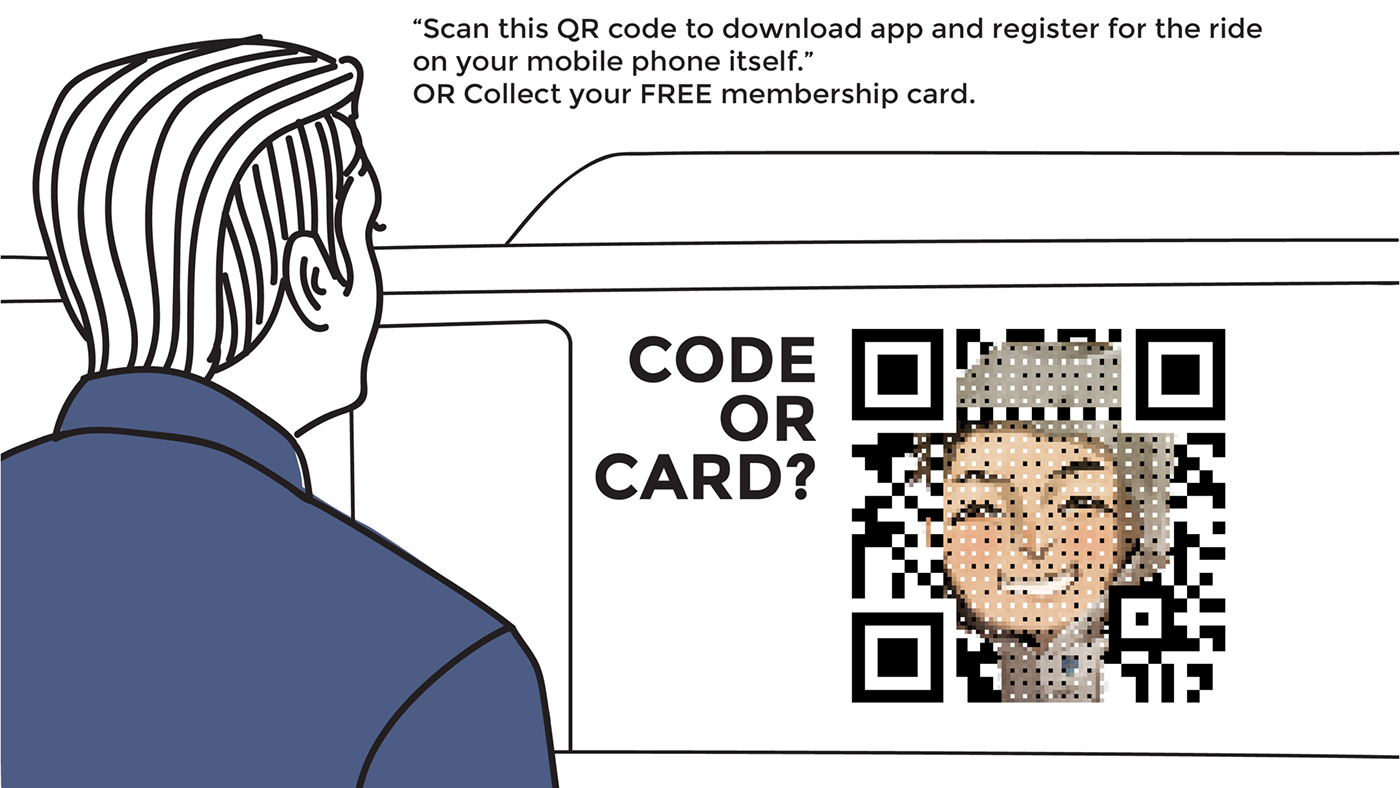 “Scan this QR code to download app and register for the ride
on your mobile phone itself.”
OR Collect your FREE membership card.
CODE
OR
CARD?